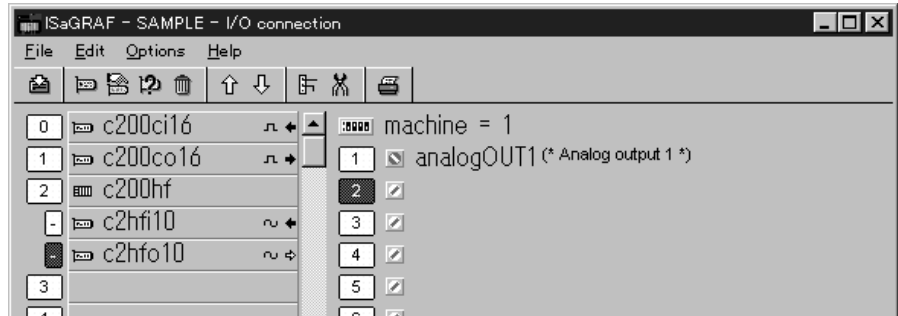 ISaGRAF - SAMPLE - I/O connection
File Edit Options Help
0 c200ci16
1 c200co16
2 c200hf
- c2hfi10
- c2hfo10
3
machine = 1
1 analogOUT1 (* Analog output 1 *)
2
3
4
5